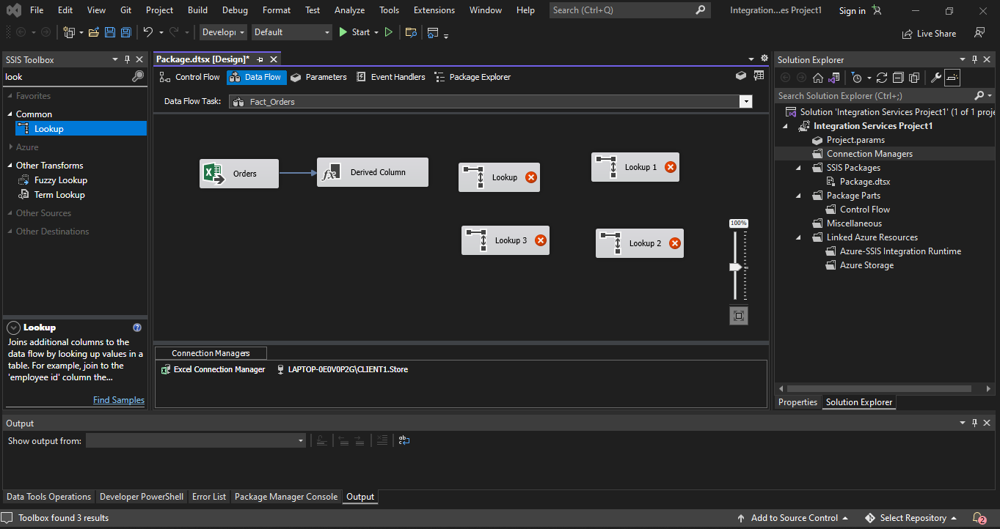 File Edit View Git Project Build Debug Format Test Analyze Tools Extensions Window Help Search (Ctrl+Q) Integration...es Project1 Sign in
Developi Default Start Live Share
SSIS Toolbox
look
Favorites
Common
Lookup
Azure
Other Transforms
Fuzzy Lookup
Term Lookup
Other Sources
Other Destinations
Lookup
Joins additional columns to the
data flow by looking up values in a
table. For example, join to the
'employee id' column the...
Find Samples
Package.dtsx [Design]*
Control Flow Data Flow Parameters Event Handlers Package Explorer
Data Flow Task: Fact_Orders
Orders
fx Derived Column
Lookup
Lookup 1
Lookup 3
Lookup 2
100%
Connection Managers
Excel Connection Manager LAPTOP-0E0V0P2G\CLIENT1.Store
Solution Explorer
Search Solution Explorer (Ctrl+;)
Solution 'Integration Services Project1' (1 of 1 proje
Integration Services Project1
Project.params
Connection Managers
SSIS Packages
Package.dtsx
Package Parts
Control Flow
Miscellaneous
Linked Azure Resources
Azure-SSIS Integration Runtime
Azure Storage
Properties Solution Explorer
Output
Show output from:
Data Tools Operations Developer PowerShell Error List Package Manager Console Output
Toolbox found 3 results Add to Source Control Select Repository 2